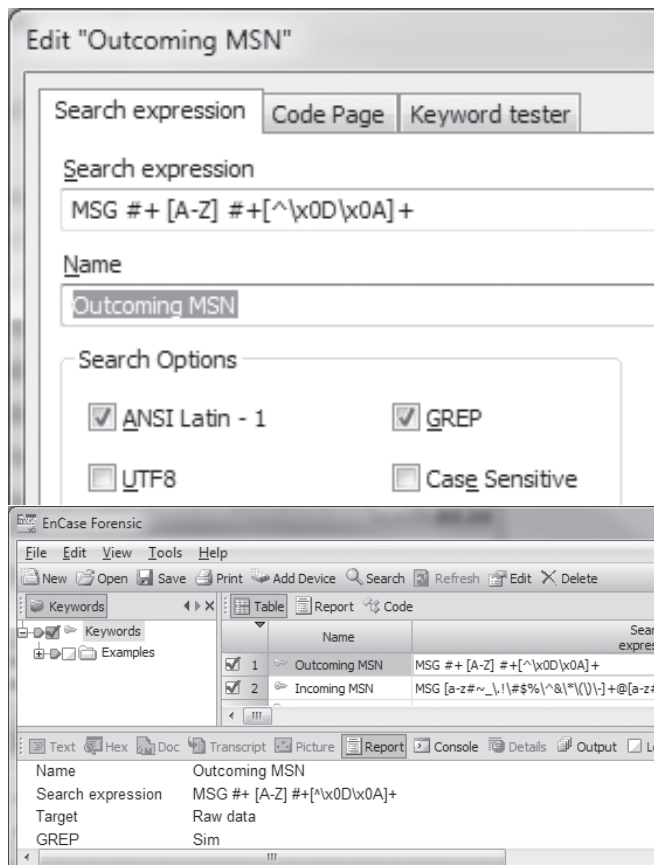 Edit "Outcoming MSN"
Search expression Code Page Keyword tester
Search expression
MSG #+ [A-Z] #+[^\x0D\x0A]+
Name
Outcoming MSN
Search Options
ANSI Latin - 1 GREP
UTF8 Case Sensitive
EnCase Forensic
File Edit View Tools Help
New Open Save Print Add Device Search Refresh Edit Delete
Keywords Table Report Code
Keywords
Examples
Name
1 Outcoming MSN MSG #+ [A-Z] #+[^\x0D\x0A]+
2 Incoming MSN MSG [a-z#~_\,!\#$%\^&\*\(\)\-]+@[a-z#
Text Hex Doc Transcript Picture Report Console Details Output
Name Outcoming MSN
Search expression MSG #+ [A-Z] #+[^\x0D\x0A]+
Target Raw data
GREP Sim